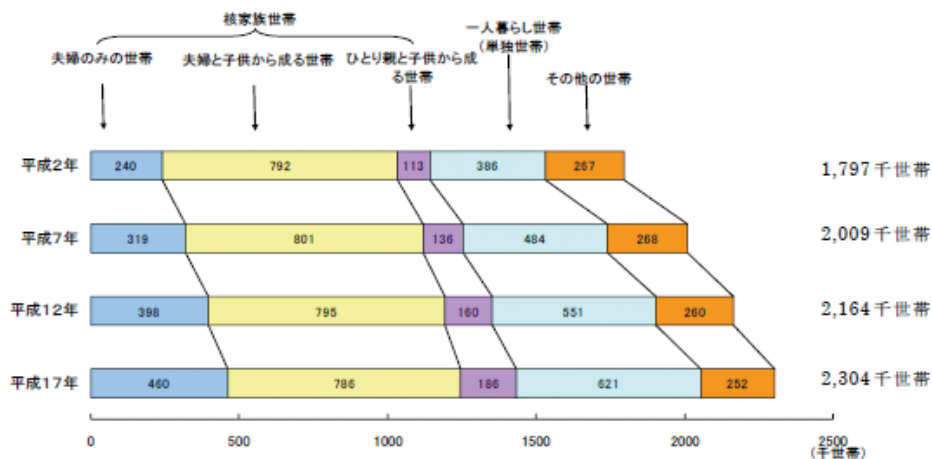 核家族世帯
一人暮らし世帯
(単独世帯)
夫婦のみの世帯
夫婦と子供から成る世帯
ひとり親と子供から成
る世帯
その他の世帯
平成2年 240 792 113 386 267 1,797千世帯
平成7年 319 801 136 484 268 2,009千世帯
平成12年 398 795 160 551 260 2,164千世帯
平成17年 460 786 186 621 252 2,304千世帯
0 500 1000 1500 2000 2500
(千世帯)